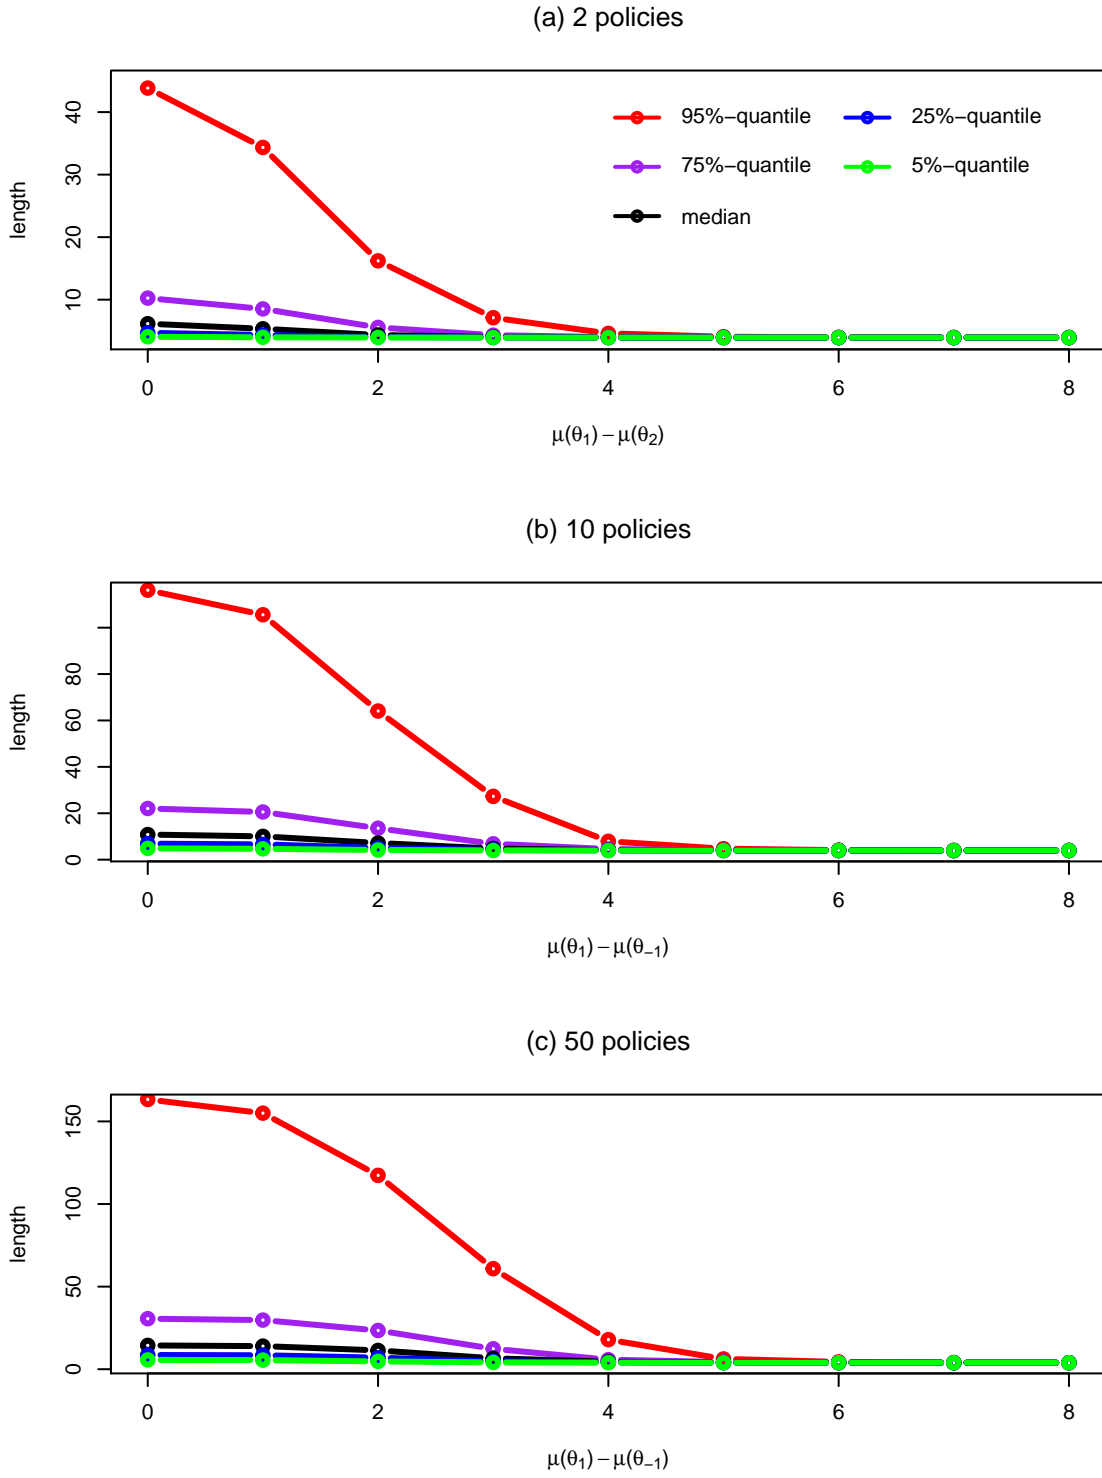 (a) 2 policies
length
40
30
20
10
95%−quantile
75%−quantile
median
25%−quantile
5%−quantile
0 2 4 6 8
μ(θ₁) − μ(θ₂)
(b) 10 policies
length
80
60
40
20
0
0 2 4 6 8
μ(θ₁) − μ(θ₋₁)
(c) 50 policies
length
150
100
50
0
0 2 4 6 8
μ(θ₁) − μ(θ₋₁)